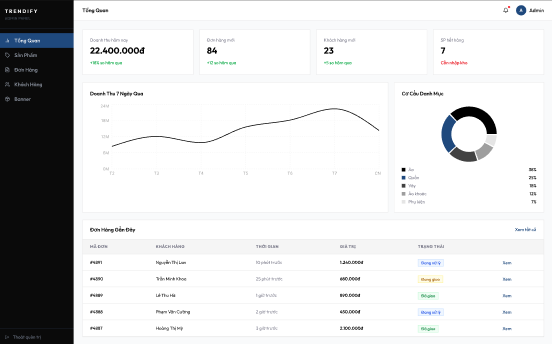 TRENDIFY
ADMIN PANEL
Tổng Quan
Sản Phẩm
Đơn Hàng
Khách Hàng
Banner
Thoát quản trị
Tổng Quan
A
Admin
Doanh thu hôm nay
22.400.000đ
+18% so hôm qua
Đơn hàng mới
84
+12 so hôm qua
Khách hàng mới
23
+5 so hôm qua
SP hết hàng
7
Cần nhập kho
Doanh Thu 7 Ngày Qua
24M
18M
12M
6M
0M
T2 T3 T4 T5 T6 T7 CN
Cơ Cấu Danh Mục
Áo 38%
Quần 25%
Váy 18%
Áo khoác 12%
Phụ kiện 7%
Đơn Hàng Gần Đây Xem tất cả
MÃ ĐƠN KHÁCH HÀNG THỜI GIAN GIÁ TRỊ TRẠNG THÁI
#4891 Nguyễn Thị Lan phút trước 1.240.000đ Đang xử lý Xem
#4890 Trần Minh Khoa 25 phút trước 680.000đ Đang giao Xem
#4889 Lê Thu Hà 1 giờ trước 890.000đ Đã giao Xem
#4888 Phạm Văn Cường 2 giờ trước 450.000đ Đang xử lý Xem
#4887 Hoàng Thị Mỹ 3 giờ trước 2.100.000đ Đã giao Xem